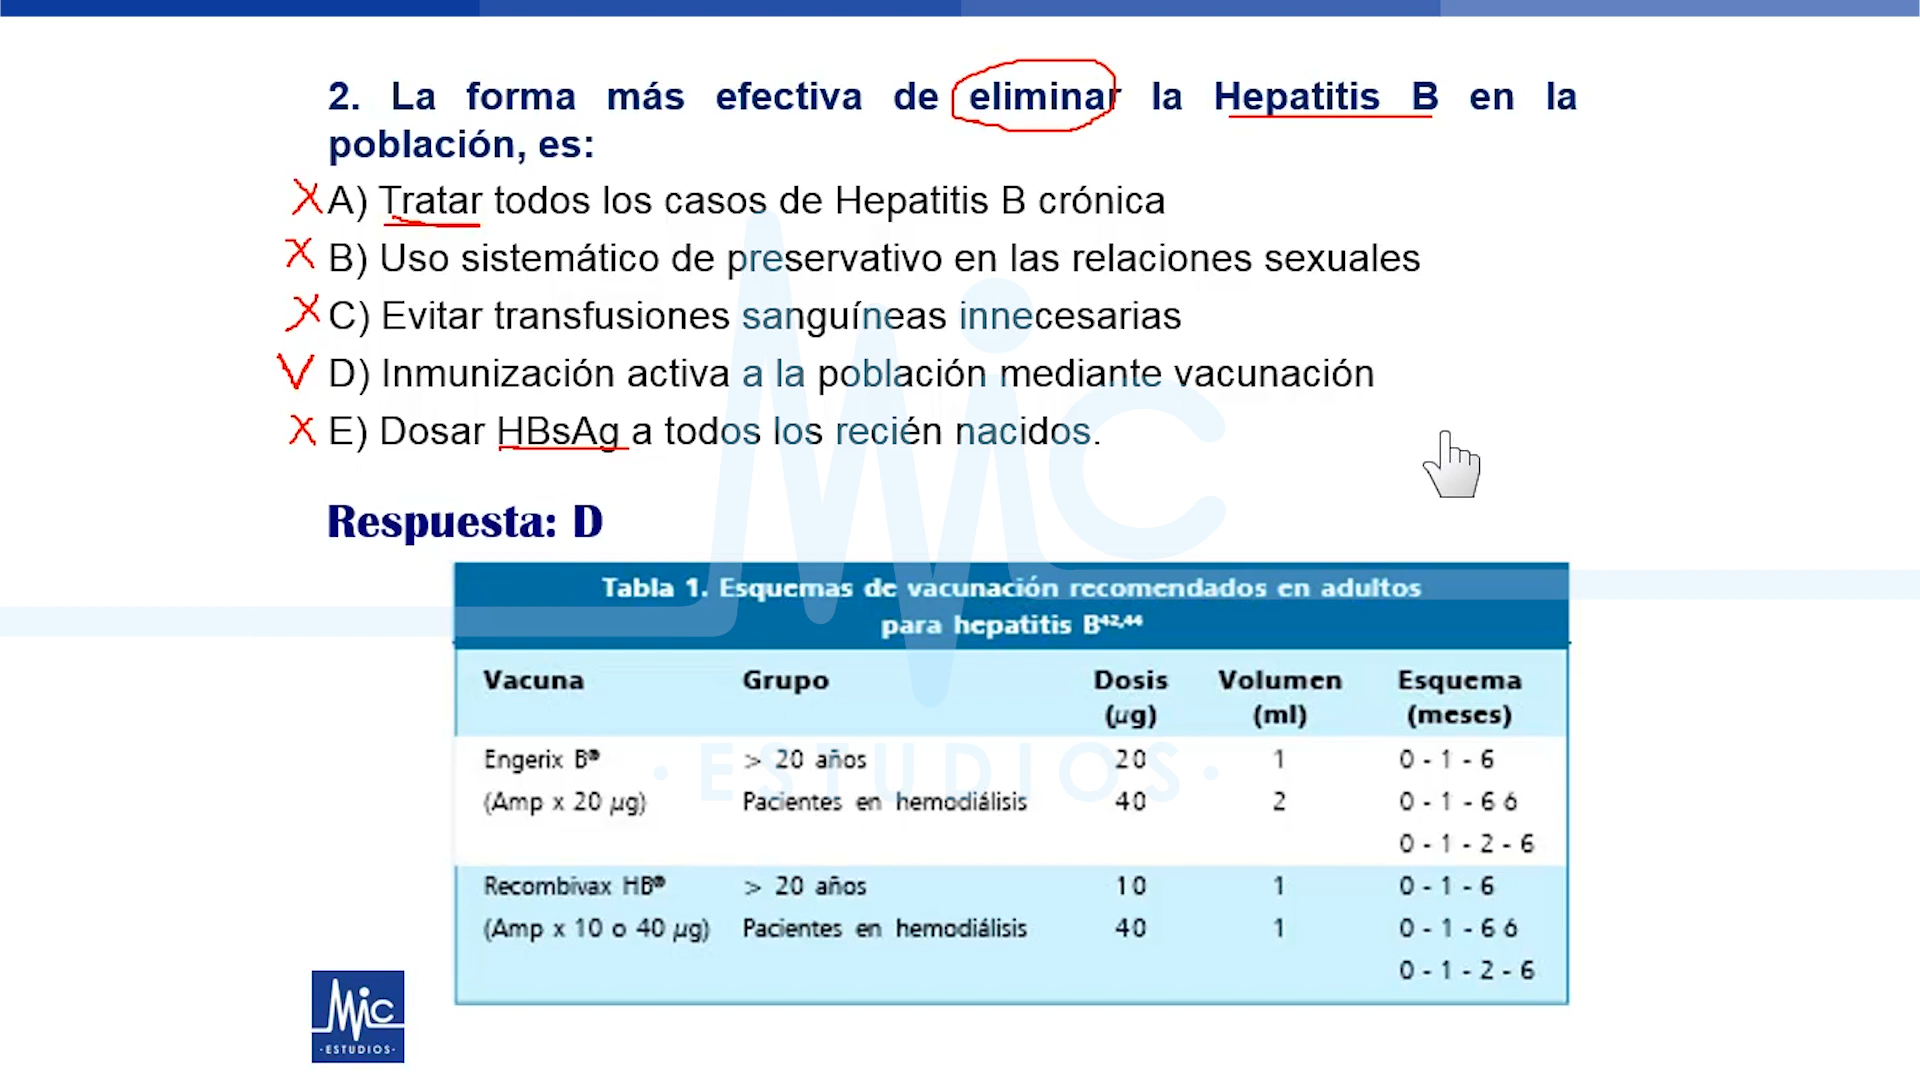 2. La forma más efectiva de eliminar la Hepatitis B en la
población, es:
A) Tratar todos los casos de Hepatitis B crónica
B) Uso sistemático de preservativo en las relaciones sexuales
C) Evitar transfusiones sanguíneas innecesarias
D) Inmunización activa a la población mediante vacunación
E) Dosar HBsAg a todos los recién nacidos.
Respuesta: D
Tabla 1. Esquemas de vacunación recomendados en adultos
para hepatitis B⁴²,⁴⁴
Vacuna Grupo Dosis Volumen Esquema
(µg) (ml) (meses)
Engerix B® > 20 años 20 1 0 - 1 - 6
(Amp x 20 µg) Pacientes en hemodiálisis 40 2 0 - 1 - 6 ó
0 - 1 - 2 - 6
Recombivax HB® > 20 años 10 1 0 - 1 - 6
(Amp x 10 o 40 µg) Pacientes en hemodiálisis 40 1 0 - 1 - 6 ó
0 - 1 - 2 - 6
Mic
· ESTUDIOS ·
Mic
· ESTUDIOS ·